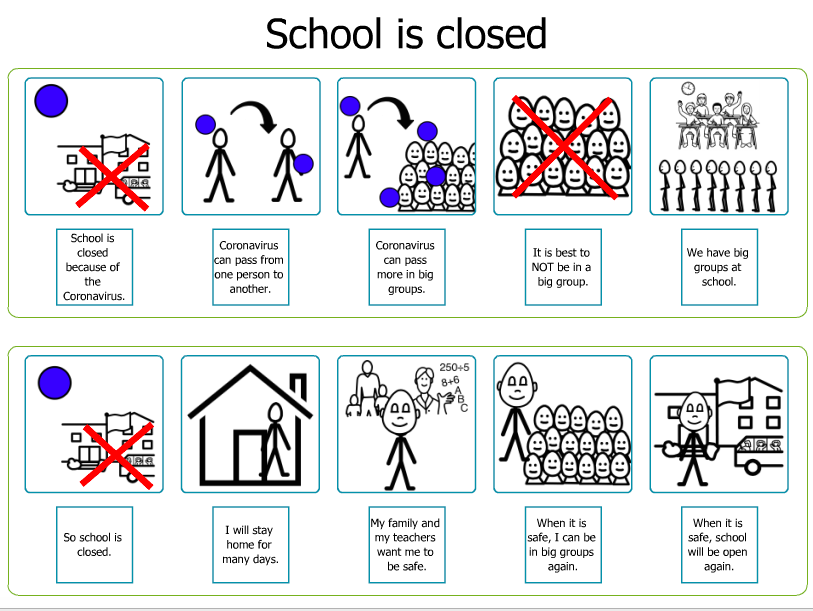 School is closed
School is
closed
because of
the
Coronavirus.
Coronavirus
can pass from
one person to
another.
Coronavirus
can pass
more in big
groups.
It is best to
NOT be in a
big group.
We have big
groups at
school.
250÷5
8+6
A
B
C
So school is
closed.
I will stay
home for
many days.
My family and
my teachers
want me to
be safe.
When it is
safe, I can be
in big groups
again.
When it is
safe, school
will be open
again.